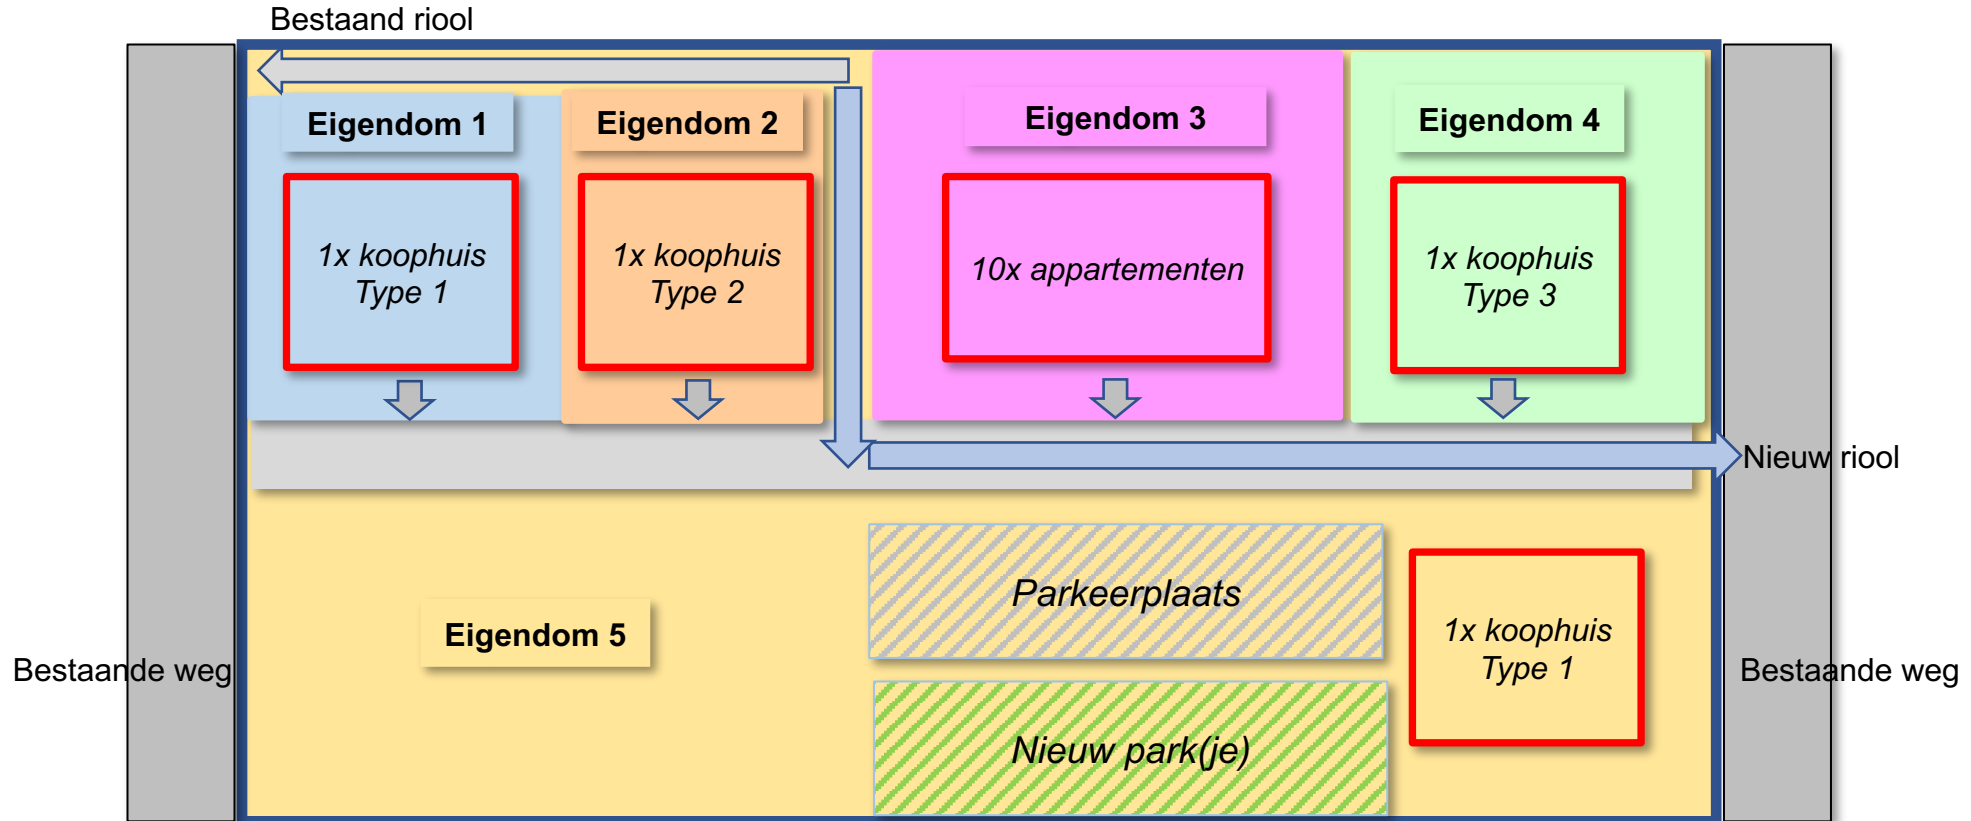 Bestaand riool
Eigendom 1
Eigendom 2
Eigendom 3
Eigendom 4
1x koophuis
Type 1
1x koophuis
Type 2
10x appartementen
1x koophuis
Type 3
Nieuw riool
Parkeerplaats
Eigendom 5
1x koophuis
Type 1
Bestaande weg
Bestaande weg
Nieuw park(je)